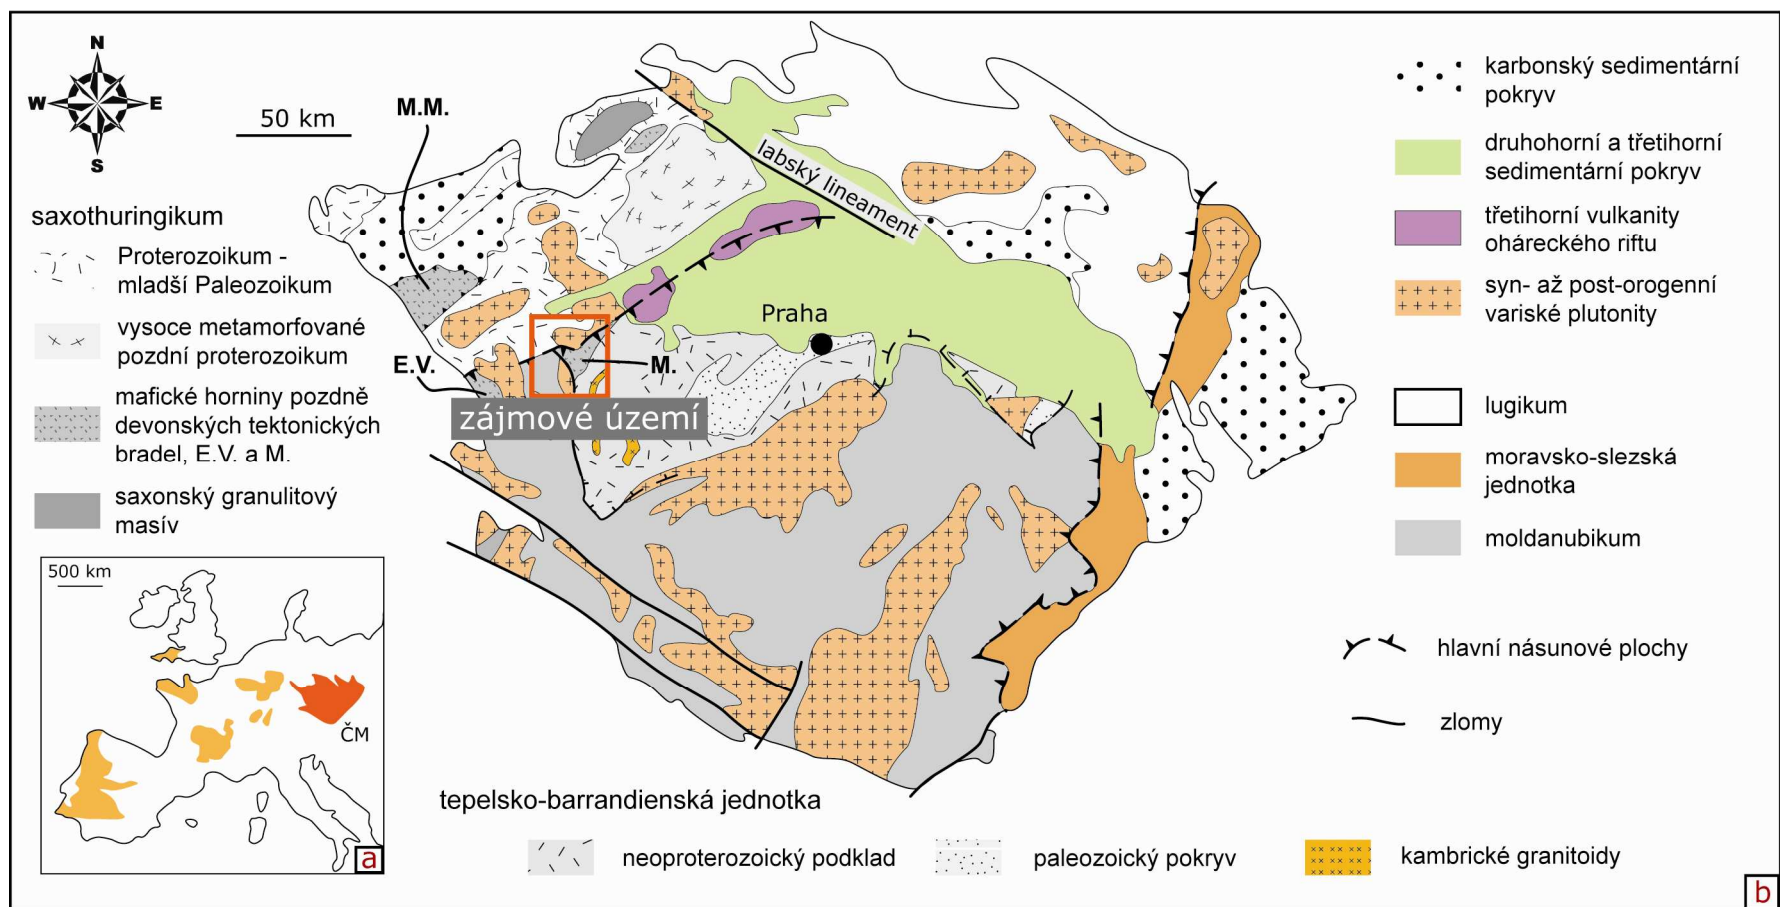 N
W E
S
50 km
M.M.
saxothuringikum
Proterozoikum -
mladší Paleozoikum
vysoce metamorfované
pozdní proterozoikum
mafické horniny pozdně
devonských tektonických
bradel, E.V. a M.
saxonský granulitový
masív
500 km
ČM
a
labský lineament
Praha
E.V.
M.
zájmové území
karbonský sedimentární
pokryv
druhohorní a třetihorní
sedimentární pokryv
třetihorní vulkanity
oháreckého riftu
syn- až post-orogenní
variské plutonity
lugikum
moravsko-slezská
jednotka
moldanubikum
hlavní násunové plochy
zlomy
tepelsko-barrandienská jednotka
neoproterozoický podklad
paleozoický pokryv
kambrické granitoidy
b